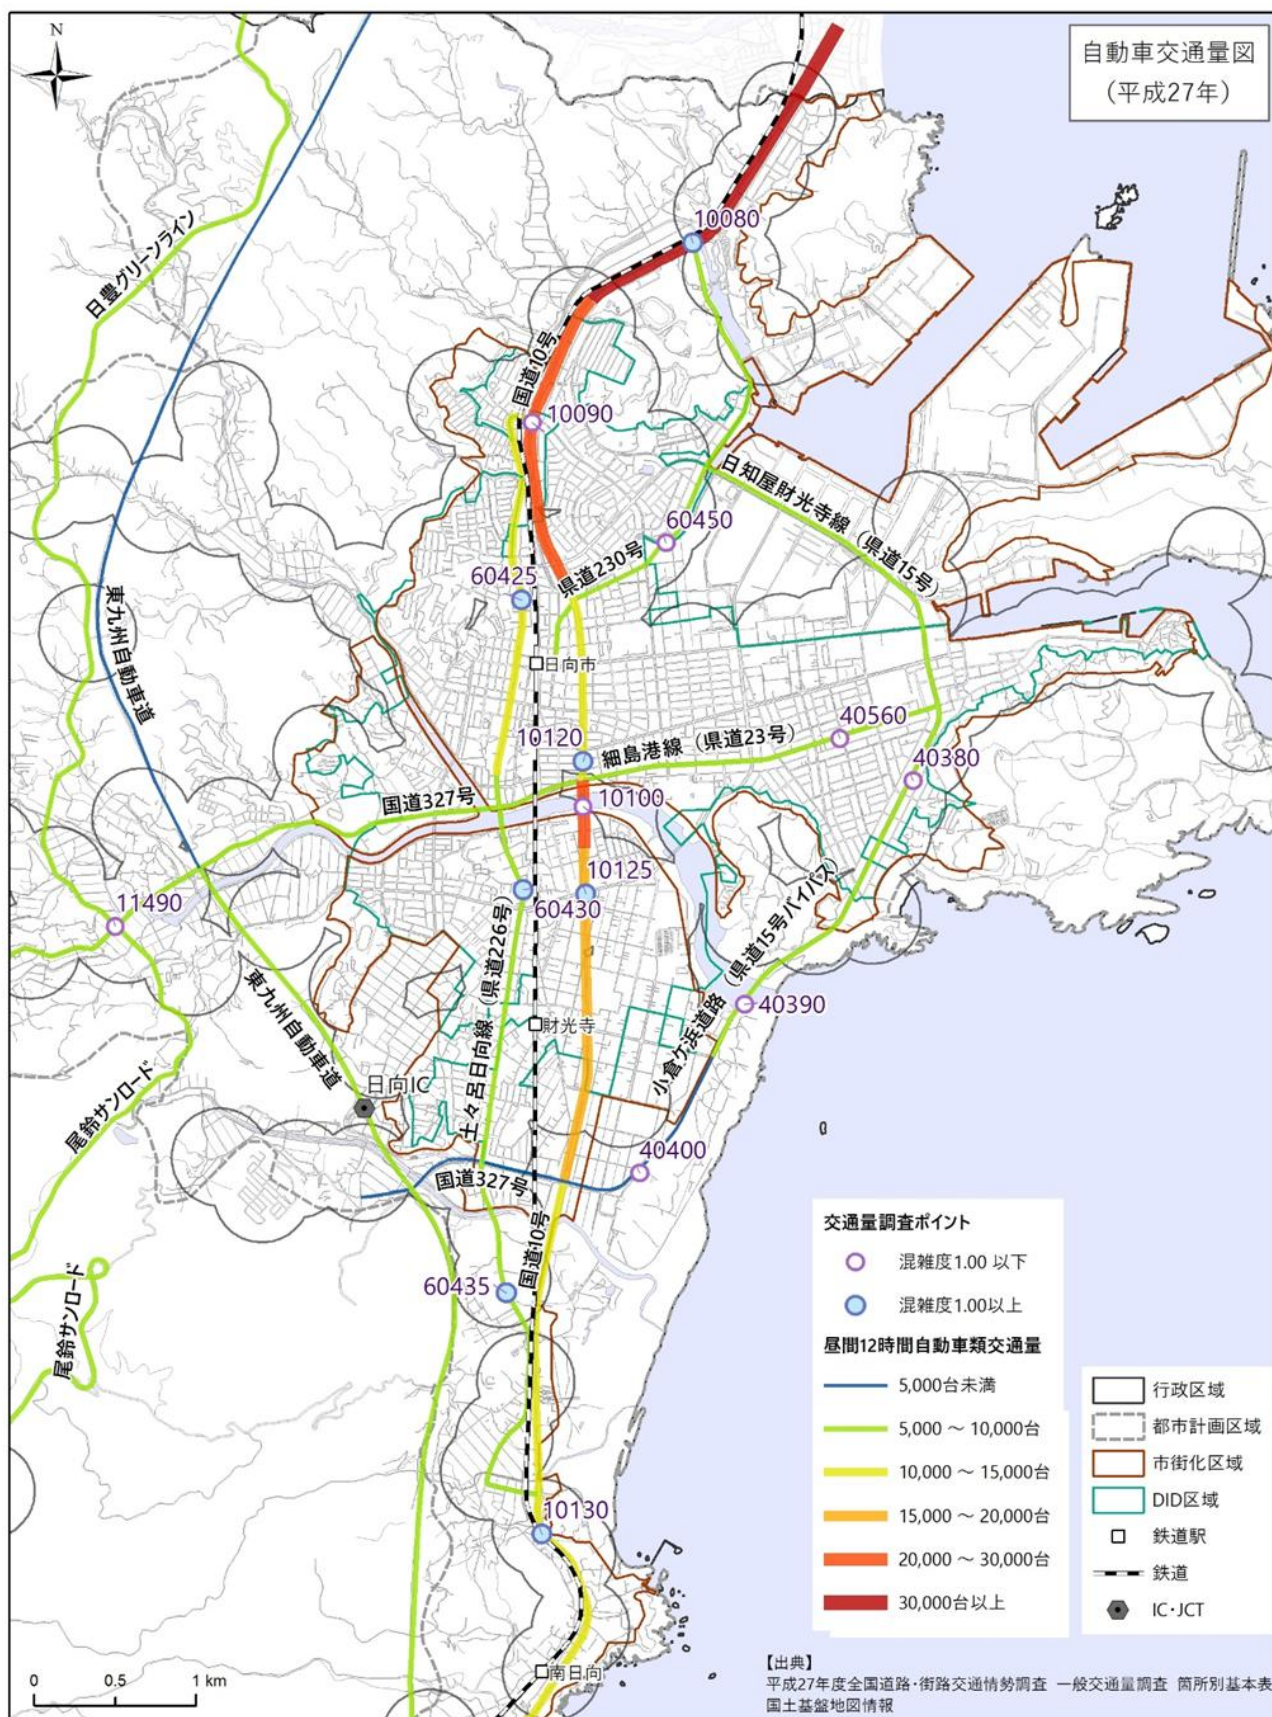 自動車交通量図
(平成27年)
N
10080
日豊グリーンライン
国道10号
10090
日知屋財光寺線（県道15号）
60450
県道230号
60425
東九州自動車道
日向市
40560
10120
細島港線（県道23号）
40380
国道327号
10100
10125
11490
60430
小倉ケ浜道路（県道15号バイパス）
土々呂日向線（県道226号）
東九州自動車道
40390
財光寺
日向IC
尾鈴サンロード
40400
国道327号
国道10号
60435
尾鈴サンロード
10130
南日向
交通量調査ポイント
混雑度1.00 以下
混雑度1.00以上
昼間12時間自動車類交通量
5,000台未満
5,000 ～ 10,000台
10,000 ～ 15,000台
15,000 ～ 20,000台
20,000 ～ 30,000台
30,000台以上
行政区域
都市計画区域
市街化区域
DID区域
鉄道駅
鉄道
IC・JCT
0 0.5 1 km
【出典】
平成27年度全国道路・街路交通情勢調査 一般交通量調査 箇所別基本表
国土基盤地図情報